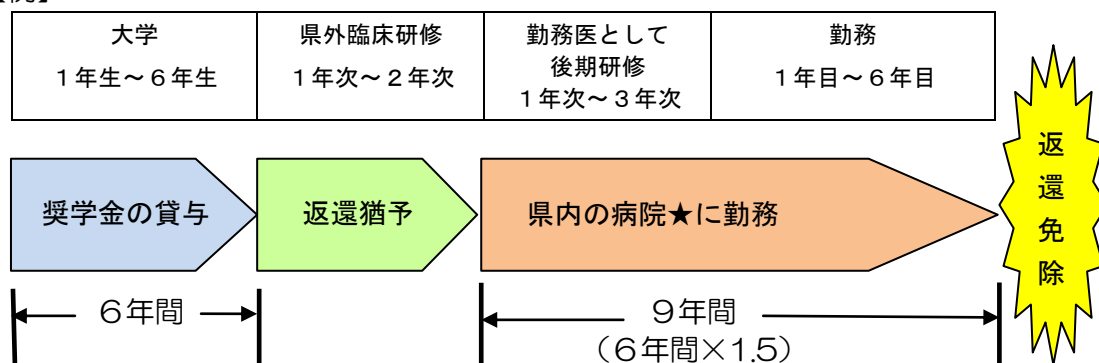 大学
1年生~6年生
県外臨床研修
1年次~2年次
勤務医として
後期研修
1年次~3年次
勤務
1年目~6年目
奨学金の貸与
返還猶予
県内の病院★に勤務
返還免除
6年間
9年間
(6年間×1.5)